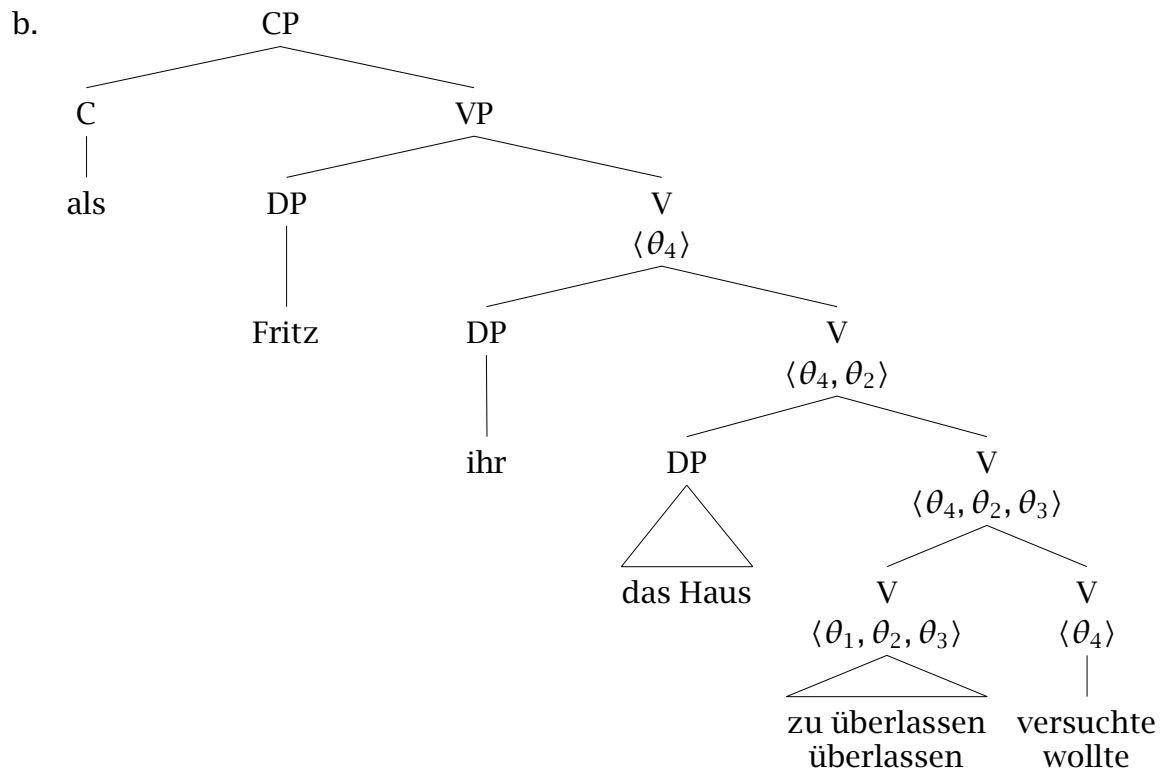 b. CP
C VP
als DP V
⟨θ₄⟩
Fritz DP V
⟨θ₄, θ₂⟩
ihr DP V
⟨θ₄, θ₂, θ₃⟩
das Haus V V
⟨θ₁, θ₂, θ₃⟩ ⟨θ₄⟩
zu überlassen versuchte
überlassen wollte